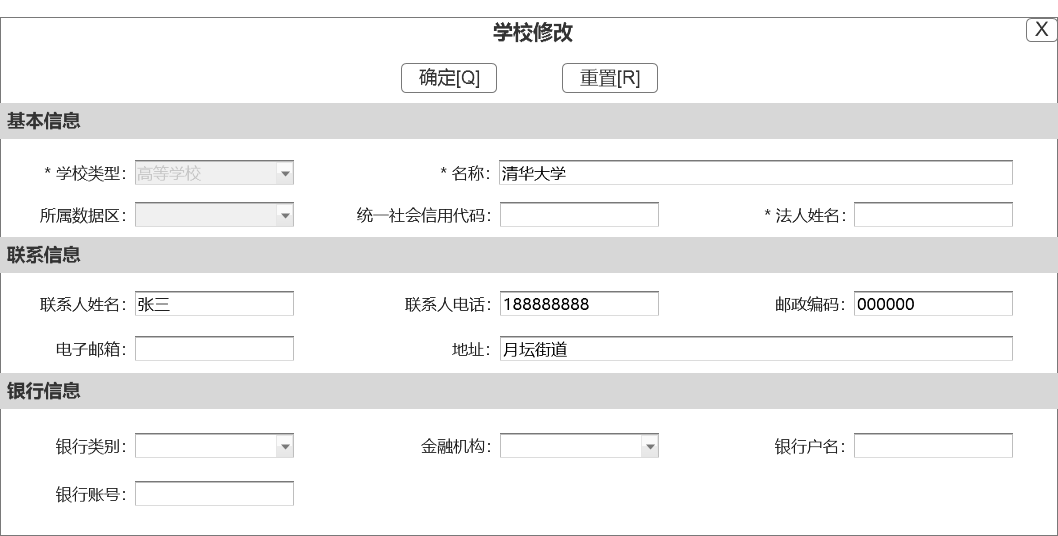 学校修改
X
确定[Q] 重置[R]
基本信息
* 学校类型: 高等学校 * 名称: 清华大学
所属数据区: 统一社会信用代码: * 法人姓名:
联系信息
联系人姓名: 张三 联系人电话: 188888888 邮政编码: 000000
电子邮箱: 地址: 月坛街道
银行信息
银行类别: 金融机构: 银行户名:
银行账号: